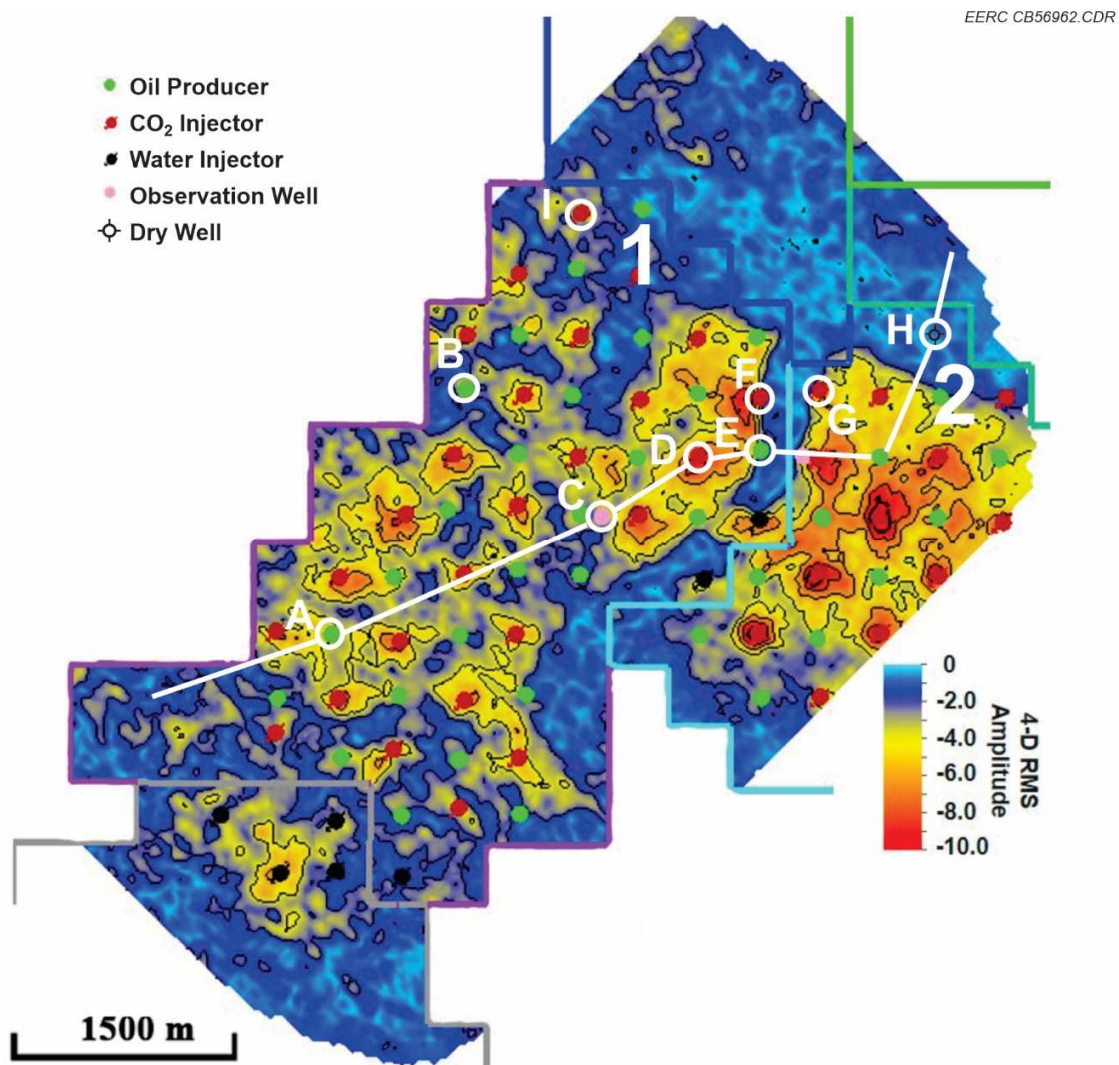 EERC CB56962.CDR
Oil Producer
CO₂ Injector
Water Injector
Observation Well
Dry Well
I
1
H
B
F
2
G
D
E
C
A
0
-2.0
-4.0
-6.0
-8.0
-10.0
4-D RMS
Amplitude
1500 m